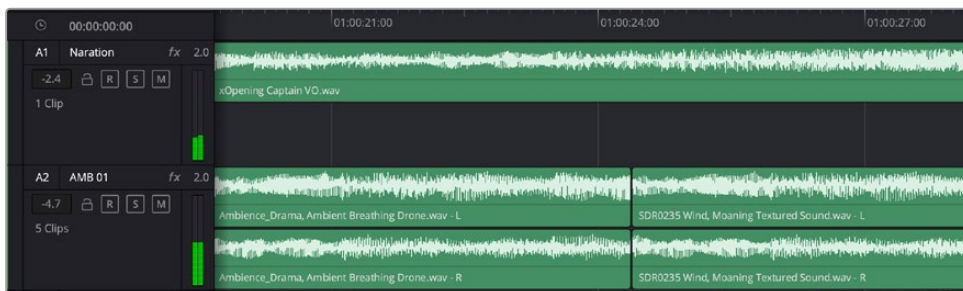 00:00:00:00 01:00:21:00 01:00:24:00 01:00:27:00
A1 Naration fx 2.0
-2.4 R S M
1 Clip
xOpening Captain VO.wav
A2 AMB 01 fx 2.0
-4.7 R S M
5 Clips
Ambience_Drama, Ambient Breathing Drone.wav - L
SDR0235 Wind, Moaning Textured Sound.wav - L
Ambience_Drama, Ambient Breathing Drone.wav - R
SDR0235 Wind, Moaning Textured Sound.wav - R